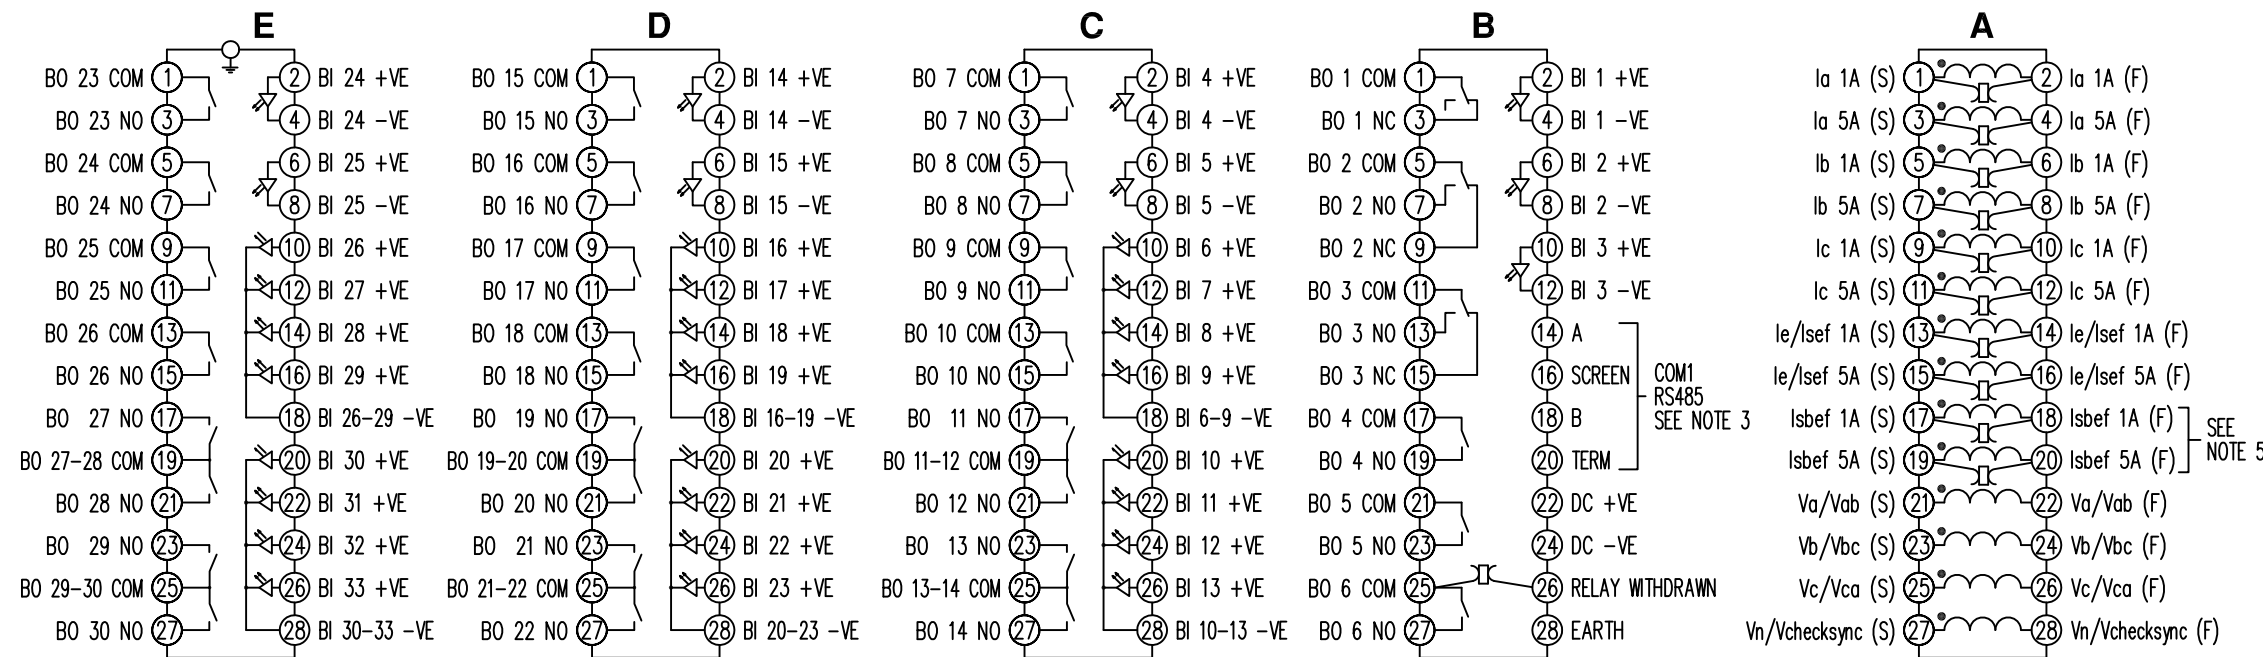 E D C B A
BO 23 COM 1 2 BI 24 +VE BO 15 COM 1 2 BI 14 +VE BO 7 COM 1 2 BI 4 +VE BO 1 COM 1 2 BI 1 +VE Ia 1A (S) 1 2 Ia 1A (F)
BO 23 NO 3 4 BI 24 -VE BO 15 NO 3 4 BI 14 -VE BO 7 NO 3 4 BI 4 -VE BO 1 NC 3 4 BI 1 -VE Ia 5A (S) 3 4 Ia 5A (F)
BO 24 COM 5 6 BI 25 +VE BO 16 COM 5 6 BI 15 +VE BO 8 COM 5 6 BI 5 +VE BO 2 COM 5 6 BI 2 +VE Ib 1A (S) 5 6 Ib 1A (F)
BO 24 NO 7 8 BI 25 -VE BO 16 NO 7 8 BI 15 -VE BO 8 NO 7 8 BI 5 -VE BO 2 NO 7 8 BI 2 -VE Ib 5A (S) 7 8 Ib 5A (F)
BO 25 COM 9 10 BI 26 +VE BO 17 COM 9 10 BI 16 +VE BO 9 COM 9 10 BI 6 +VE BO 2 NC 9 10 BI 3 +VE Ic 1A (S) 9 10 Ic 1A (F)
BO 25 NO 11 12 BI 27 +VE BO 17 NO 11 12 BI 17 +VE BO 9 NO 11 12 BI 7 +VE BO 3 COM 11 12 BI 3 -VE Ic 5A (S) 11 12 Ic 5A (F)
BO 26 COM 13 14 BI 28 +VE BO 18 COM 13 14 BI 18 +VE BO 10 COM 13 14 BI 8 +VE BO 3 NO 13 14 A Ie/Isef 1A (S) 13 14 Ie/Isef 1A (F)
BO 26 NO 15 16 BI 29 +VE BO 18 NO 15 16 BI 19 +VE BO 10 NO 15 16 BI 9 +VE BO 3 NC 15 16 SCREEN COM1 Ie/Isef 5A (S) 15 16 Ie/Isef 5A (F)
RS485
BO 27 NO 17 18 BI 26-29 -VE BO 19 NO 17 18 BI 16-19 -VE BO 11 NO 17 18 BI 6-9 -VE BO 4 COM 17 18 B SEE NOTE 3 Isbef 1A (S) 17 18 Isbef 1A (F) SEE
BO 27-28 COM 19 20 BI 30 +VE BO 19-20 COM 19 20 BI 20 +VE BO 11-12 COM 19 20 BI 10 +VE BO 4 NO 19 20 TERM Isbef 5A (S) 19 20 Isbef 5A (F) NOTE 5
BO 28 NO 21 22 BI 31 +VE BO 20 NO 21 22 BI 21 +VE BO 12 NO 21 22 BI 11 +VE BO 5 COM 21 22 DC +VE Va/Vab (S) 21 22 Va/Vab (F)
BO 29 NO 23 24 BI 32 +VE BO 21 NO 23 24 BI 22 +VE BO 13 NO 23 24 BI 12 +VE BO 5 NO 23 24 DC -VE Vb/Vbc (S) 23 24 Vb/Vbc (F)
BO 29-30 COM 25 26 BI 33 +VE BO 21-22 COM 25 26 BI 23 +VE BO 13-14 COM 25 26 BI 13 +VE BO 6 COM 25 26 RELAY WITHDRAWN Vc/Vca (S) 25 26 Vc/Vca (F)
BO 30 NO 27 28 BI 30-33 -VE BO 22 NO 27 28 BI 20-23 -VE BO 14 NO 27 28 BI 10-13 -VE BO 6 NO 27 28 EARTH Vn/Vchecksync (S) 27 28 Vn/Vchecksync (F)